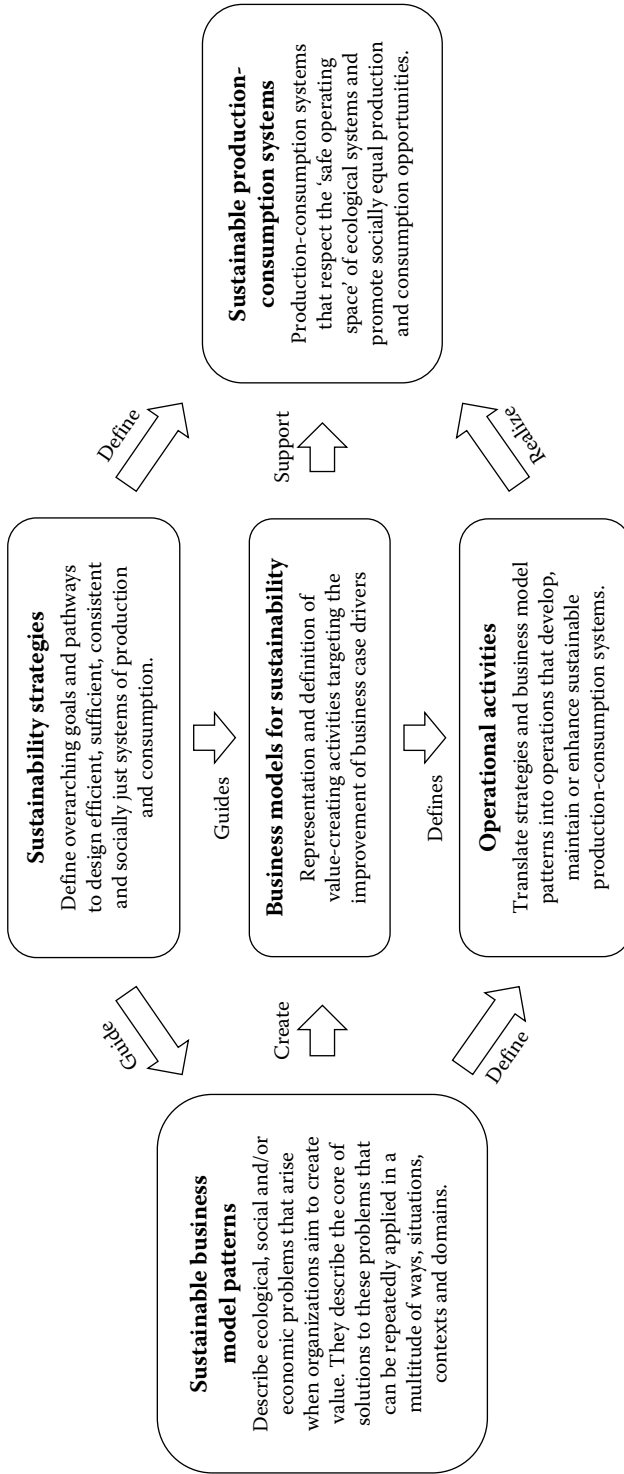 Sustainability strategies
Define overarching goals and pathways
to design efficient, sufficient, consistent
and socially just systems of production
and consumption.
Guide
Define
Guides
Sustainable business
model patterns
Describe ecological, social and/or
economic problems that arise
when organizations aim to create
value. They describe the core of
solutions to these problems that
can be repeatedly applied in a
multitude of ways, situations,
contexts and domains.
Create
Business models for sustainability
Representation and definition of
value-creating activities targeting the
improvement of business case drivers
Support
Sustainable production-
consumption systems
Production-consumption systems
that respect the ‘safe operating
space’ of ecological systems and
promote socially equal production
and consumption opportunities.
Defines
Define
Realize
Operational activities
Translate strategies and business model
patterns into operations that develop,
maintain or enhance sustainable
production-consumption systems.